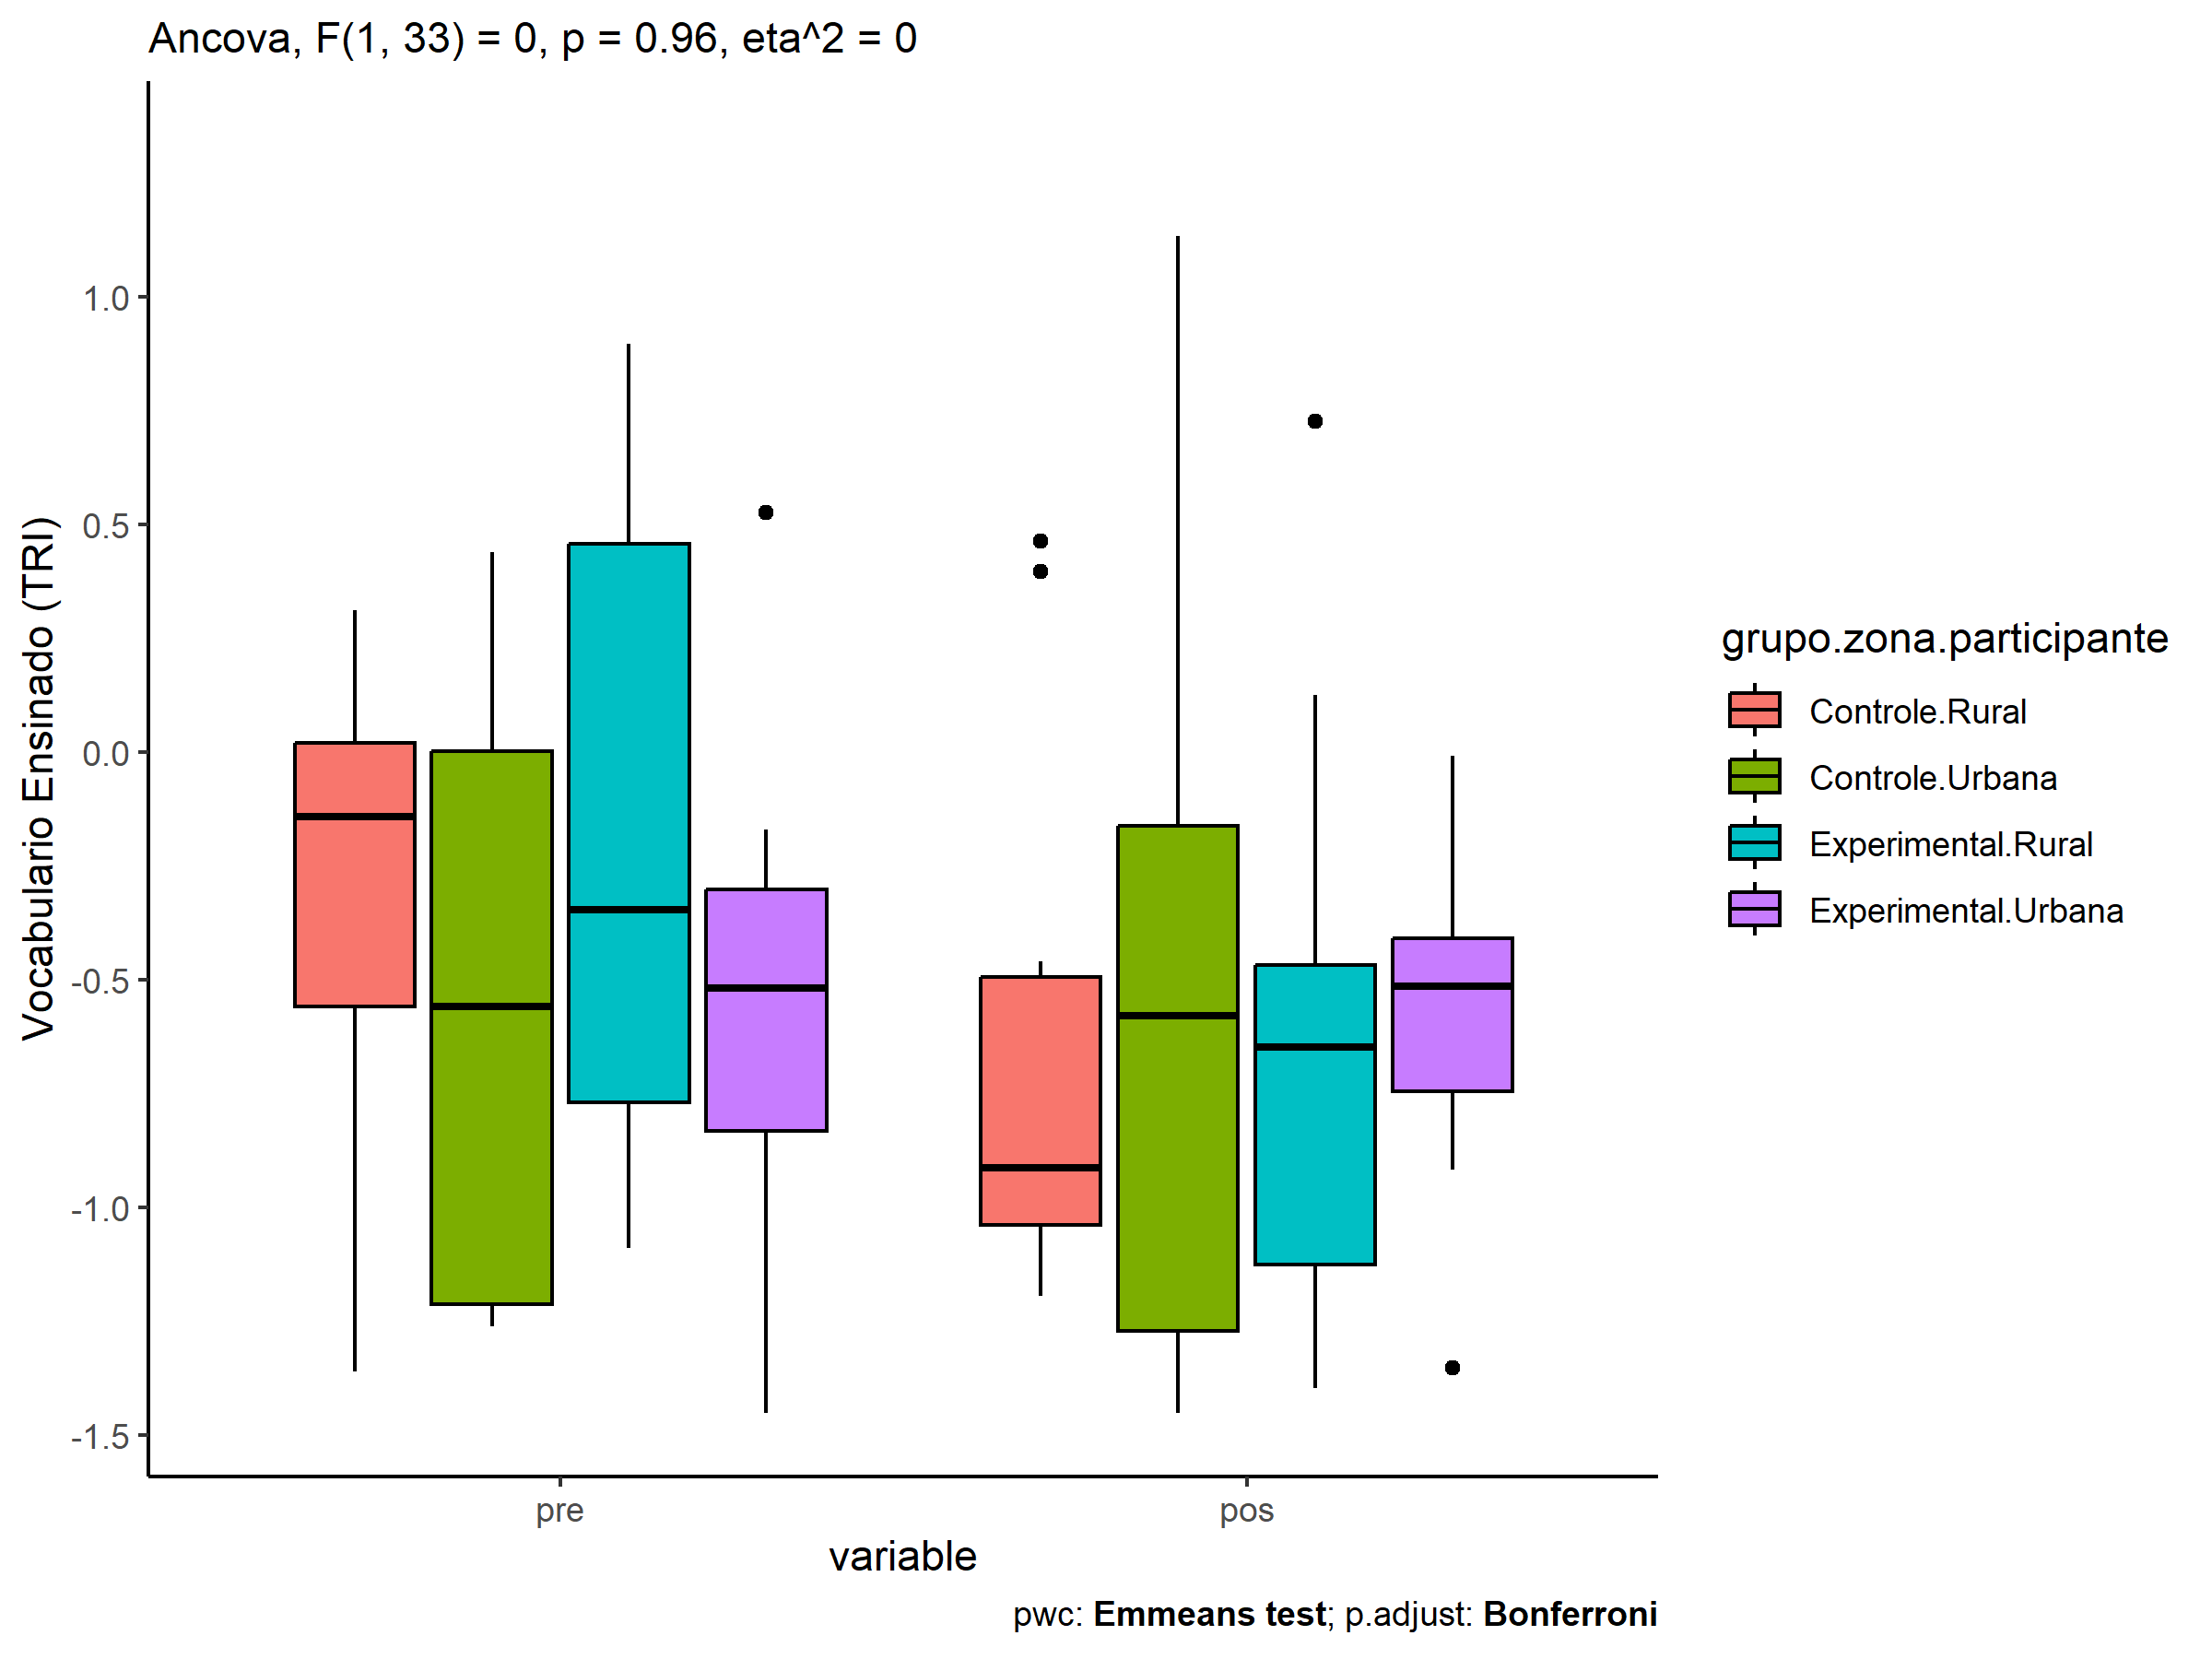 Ancova, F(1, 33) = 0, p = 0.96, eta^2 = 0
Vocabulario Ensinado (TRI)
1.0
0.5
0.0
-0.5
-1.0
-1.5
pre
pos
variable
grupo.zona.participante
Controle.Rural
Controle.Urbana
Experimental.Rural
Experimental.Urbana
pwc: Emmeans test; p.adjust: Bonferroni